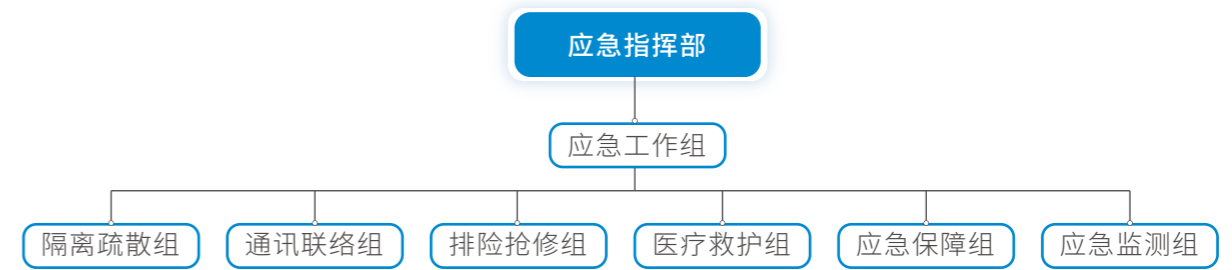 应急指挥部
应急工作组
隔离疏散组
通讯联络组
排险抢修组
医疗救护组
应急保障组
应急监测组